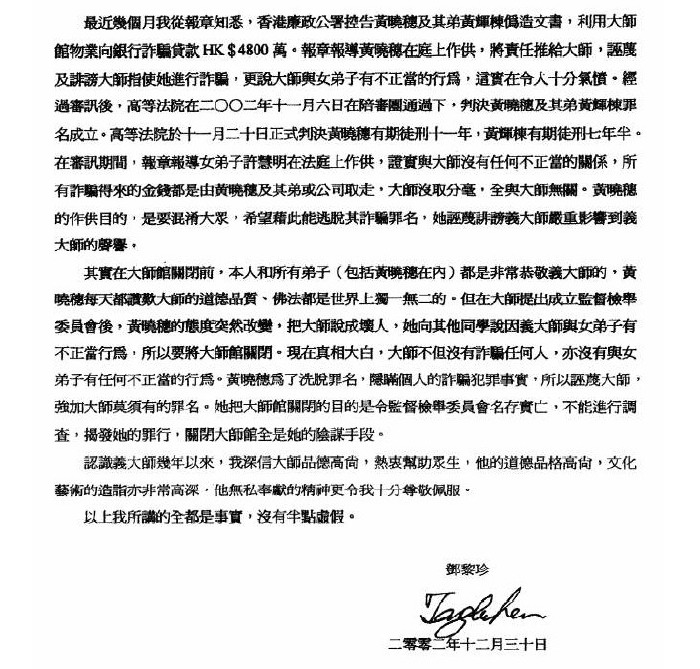 最近幾個月我從報章知悉，香港廉政公署控告黃曉穗及其弟黃輝棟偽造文書，利用大師
館物業向銀行詐騙貸款 HK＄4800 萬。報章報導黃曉穗在庭上作供，將責任推給大師，誣蔑
及誹謗大師指使她進行詐騙，更說大師與女弟子有不正當的行為，這實在令人十分氣憤。經
過審訊後，高等法院在二〇〇二年十一月六日在陪審團通過下，判決黃曉穗及其弟黃輝棟罪
名成立。高等法院於十一月二十日正式判決黃曉穗有期徒刑十一年，黃輝棟有期徒刑七年半。
在審訊期間，報章報導女弟子許慧明在法庭上作供，證實與大師沒有任何不正當的關係，所
有詐騙得來的金錢都是由黃曉穗及其弟或公司取走，大師沒取分毫，全與大師無關。黃曉穗
的作供目的，是要混淆大眾，希望藉此能逃脫其詐騙罪名，她誣蔑誹謗義大師嚴重影響到義
大師的聲譽。
其實在大師館關閉前，本人和所有弟子（包括黃曉穗在內）都是非常恭敬義大師的，黃
曉穗每天都讚歎大師的道德品質、佛法都是世界上獨一無二的。但在大師提出成立監督檢舉
委員會後，黃曉穗的態度突然改變，把大師說成壞人，她向其他同學說因義大師與女弟子有
不正當行為，所以要將大師館關閉。現在真相大白，大師不但沒有詐騙任何人，亦沒有與女
弟子有任何不正當的行為。黃曉穗為了洗脫罪名，隱瞞個人的詐騙犯罪事實，所以誣蔑大師，
強加大師莫須有的罪名。她把大師館關閉的目的是令監督檢舉委員會名存實亡，不能進行調
查，揭發她的罪行，關閉大師館全是她的陰謀手段。
認識義大師幾年以來，我深信大師品德高尚，熱衷幫助眾生，他的道德品格高尚，文化
藝術的造詣亦非常高深，他無私奉獻的精神更令我十分尊敬佩服。
以上我所講的全都是事實，沒有半點虛假。
鄧黎珍
二零零二年十二月三十日